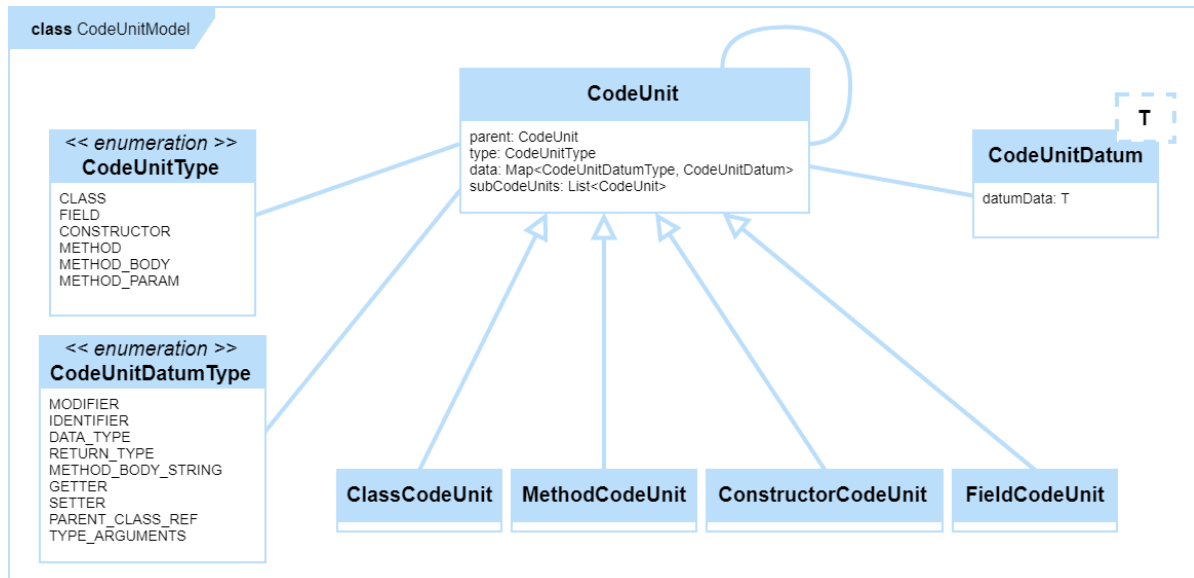 class CodeUnitModel
CodeUnit
parent: CodeUnit
type: CodeUnitType
data: Map<CodeUnitDatumType, CodeUnitDatum>
subCodeUnits: List<CodeUnit>
<< enumeration >>
CodeUnitType
CLASS
FIELD
CONSTRUCTOR
METHOD
METHOD_BODY
METHOD_PARAM
T
CodeUnitDatum
datumData: T
<< enumeration >>
CodeUnitDatumType
MODIFIER
IDENTIFIER
DATA_TYPE
RETURN_TYPE
METHOD_BODY_STRING
GETTER
SETTER
PARENT_CLASS_REF
TYPE_ARGUMENTS
ClassCodeUnit
MethodCodeUnit
ConstructorCodeUnit
FieldCodeUnit